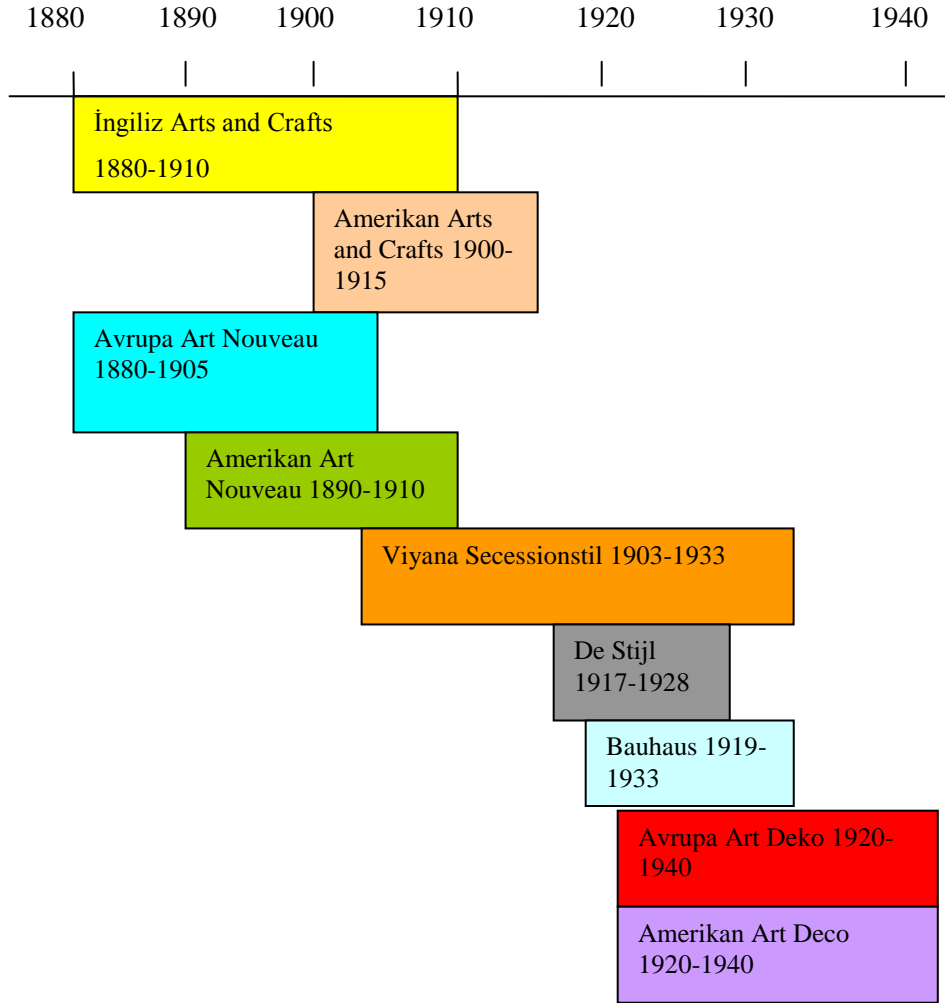 1880 1890 1900 1910 1920 1930 1940
İngiliz Arts and Crafts
1880-1910
Amerikan Arts
and Crafts 1900-
1915
Avrupa Art Nouveau
1880-1905
Amerikan Art
Nouveau 1890-1910
Viyana Secessionstil 1903-1933
De Stijl
1917-1928
Bauhaus 1919-
1933
Avrupa Art Deko 1920-
1940
Amerikan Art Deco
1920-1940